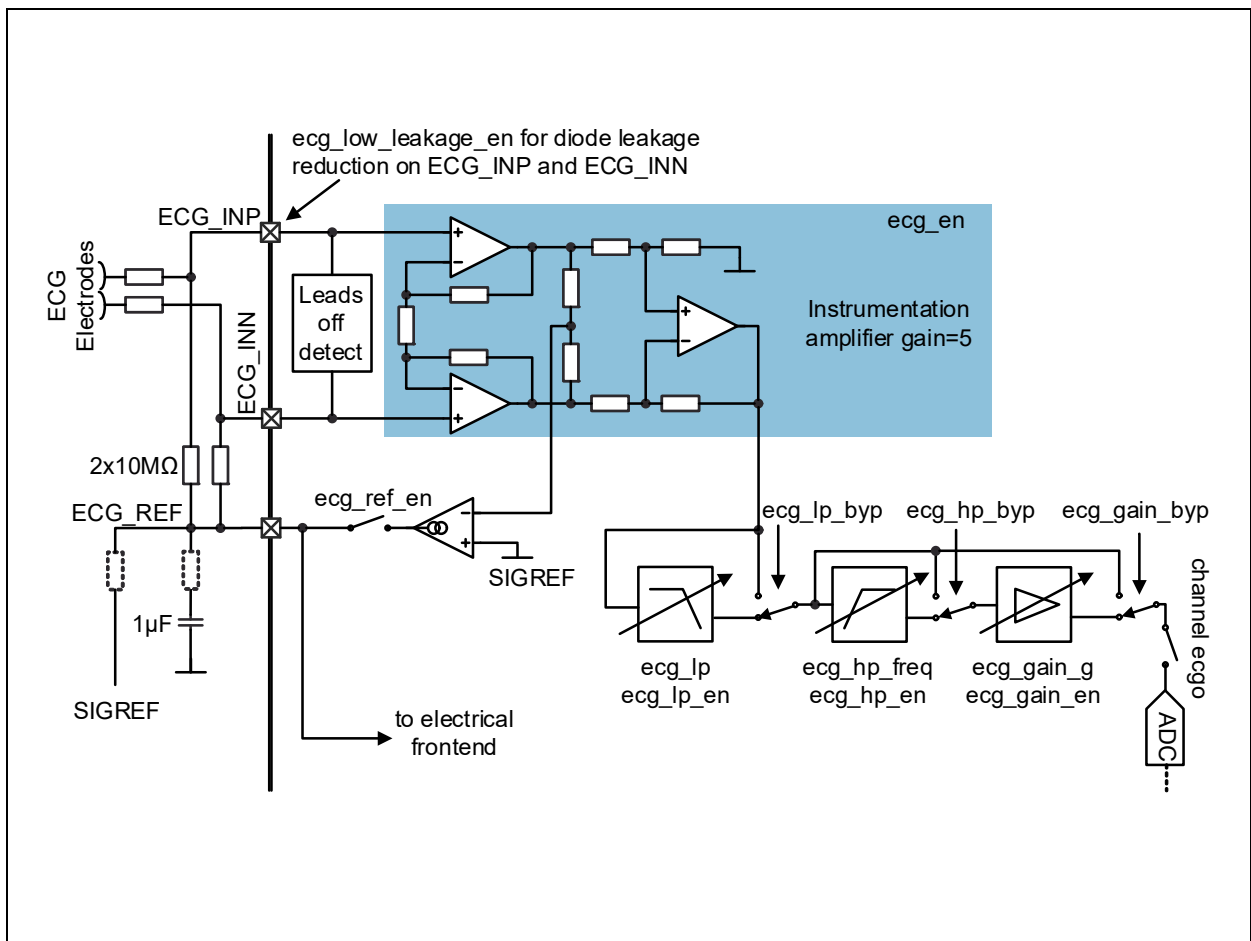 ecg_low_leakage_en for diode leakage
reduction on ECG_INP and ECG_INN
ECG_INP
ecg_en
ECG
Electrodes
Leads
off
detect
+
−
−
+
+
−
Instrumentation
amplifier gain=5
ECG_INN
2x10MΩ
ECG_REF
ecg_ref_en
−
+
SIGREF
1µF
SIGREF
to electrical
frontend
ecg_lp_byp
ecg_hp_byp
ecg_gain_byp
ecg_lp
ecg_lp_en
ecg_hp_freq
ecg_hp_en
ecg_gain_g
ecg_gain_en
channel ecgo
ADC